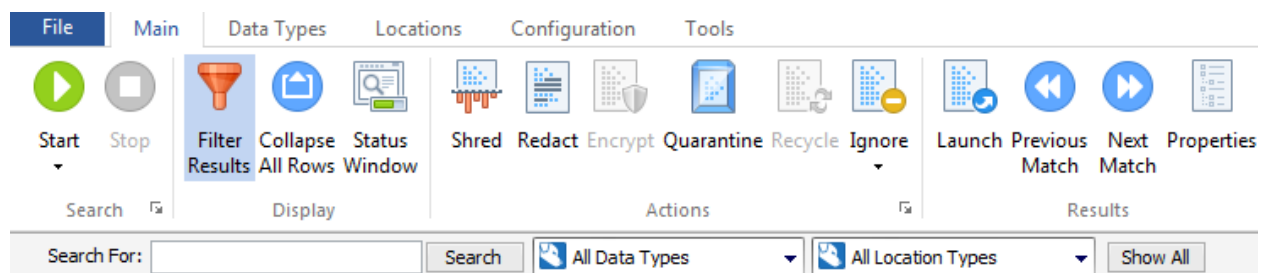 File Main Data Types Locations Configuration Tools
Start Stop Filter Collapse Status Shred Redact Encrypt Quarantine Recycle Ignore Launch Previous Next Properties
Results All Rows Window Match Match
Search Display Actions Results
Search For: Search All Data Types All Location Types Show All